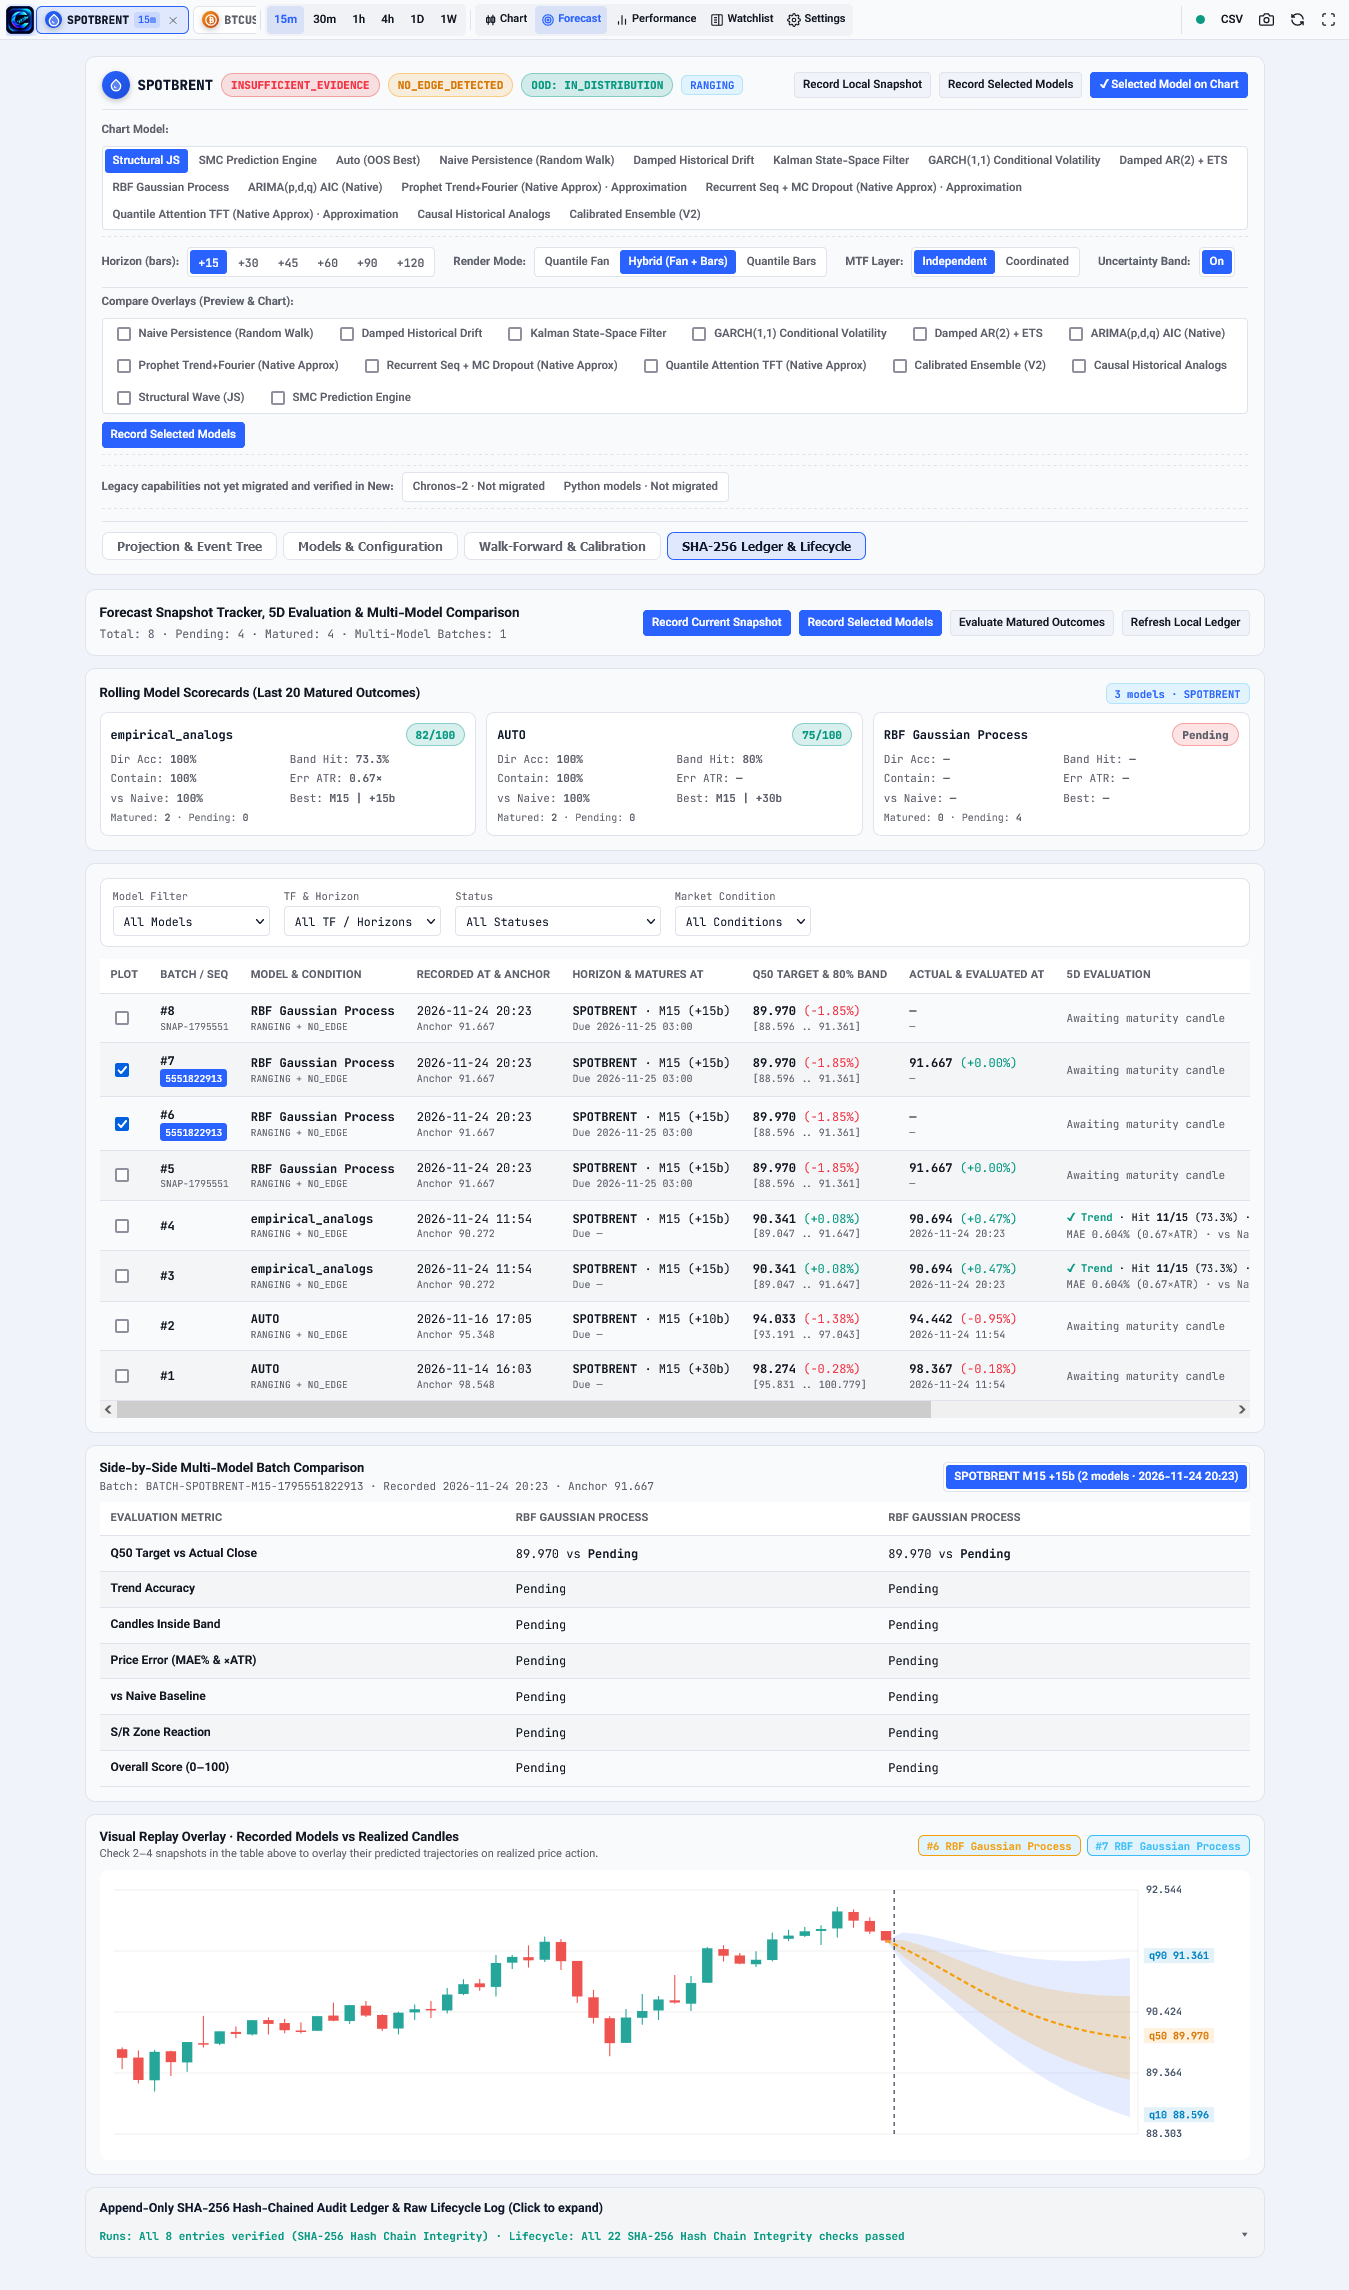 SPOTBRENT 15m × BTCUS 15m 30m 1h 4h 1D 1W Chart Forecast Performance Watchlist Settings CSV
SPOTBRENT INSUFFICIENT_EVIDENCE NO_EDGE_DETECTED OOD: IN_DISTRIBUTION RANGING Record Local Snapshot Record Selected Models ✓ Selected Model on Chart
Chart Model:
Structural JS SMC Prediction Engine Auto (OOS Best) Naive Persistence (Random Walk) Damped Historical Drift Kalman State-Space Filter GARCH(1,1) Conditional Volatility Damped AR(2) + ETS
RBF Gaussian Process ARIMA(p,d,q) AIC (Native) Prophet Trend+Fourier (Native Approx) · Approximation Recurrent Seq + MC Dropout (Native Approx) · Approximation
Quantile Attention TFT (Native Approx) · Approximation Causal Historical Analogs Calibrated Ensemble (V2)
Horizon (bars): +15 +30 +45 +60 +90 +120 Render Mode: Quantile Fan Hybrid (Fan + Bars) Quantile Bars MTF Layer: Independent Coordinated Uncertainty Band: On
Compare Overlays (Preview & Chart):
Naive Persistence (Random Walk) Damped Historical Drift Kalman State-Space Filter GARCH(1,1) Conditional Volatility Damped AR(2) + ETS ARIMA(p,d,q) AIC (Native)
Prophet Trend+Fourier (Native Approx) Recurrent Seq + MC Dropout (Native Approx) Quantile Attention TFT (Native Approx) Calibrated Ensemble (V2) Causal Historical Analogs
Structural Wave (JS) SMC Prediction Engine
Record Selected Models
Legacy capabilities not yet migrated and verified in New: Chronos-2 · Not migrated Python models · Not migrated
Projection & Event Tree Models & Configuration Walk-Forward & Calibration SHA-256 Ledger & Lifecycle
Forecast Snapshot Tracker, 5D Evaluation & Multi-Model Comparison
Total: 8 · Pending: 4 · Matured: 4 · Multi-Model Batches: 1
Record Current Snapshot Record Selected Models Evaluate Matured Outcomes Refresh Local Ledger
Rolling Model Scorecards (Last 20 Matured Outcomes) 3 models · SPOTBRENT
empirical_analogs 82/100
Dir Acc: 100% Band Hit: 73.3%
Contain: 100% Err ATR: 0.67×
vs Naive: 100% Best: M15 | +15b
Matured: 2 · Pending: 0
AUTO 75/100
Dir Acc: 100% Band Hit: 80%
Contain: 100% Err ATR: —
vs Naive: 100% Best: M15 | +30b
Matured: 2 · Pending: 0
RBF Gaussian Process Pending
Dir Acc: — Band Hit: —
Contain: — Err ATR: —
vs Naive: — Best: —
Matured: 0 · Pending: 4
Model Filter TF & Horizon Status Market Condition
All Models All TF / Horizons All Statuses All Conditions
PLOT BATCH / SEQ MODEL & CONDITION RECORDED AT & ANCHOR HORIZON & MATURES AT Q50 TARGET & 80% BAND ACTUAL & EVALUATED AT 5D EVALUATION
#8 RBF Gaussian Process 2026-11-24 20:23 SPOTBRENT · M15 (+15b) 89.970 (-1.85%) — Awaiting maturity candle
SNAP-1795551 RANGING + NO_EDGE Anchor 91.667 Due 2026-11-25 03:00 [88.596 .. 91.361] —
#7 RBF Gaussian Process 2026-11-24 20:23 SPOTBRENT · M15 (+15b) 89.970 (-1.85%) 91.667 (+0.00%) Awaiting maturity candle
5551822913 RANGING + NO_EDGE Anchor 91.667 Due 2026-11-25 03:00 [88.596 .. 91.361] —
#6 RBF Gaussian Process 2026-11-24 20:23 SPOTBRENT · M15 (+15b) 89.970 (-1.85%) — Awaiting maturity candle
5551822913 RANGING + NO_EDGE Anchor 91.667 Due 2026-11-25 03:00 [88.596 .. 91.361] —
#5 RBF Gaussian Process 2026-11-24 20:23 SPOTBRENT · M15 (+15b) 89.970 (-1.85%) 91.667 (+0.00%) Awaiting maturity candle
SNAP-1795551 RANGING + NO_EDGE Anchor 91.667 Due 2026-11-25 03:00 [88.596 .. 91.361] —
#4 empirical_analogs 2026-11-24 11:54 SPOTBRENT · M15 (+15b) 90.341 (+0.08%) 90.694 (+0.47%) ✓ Trend · Hit 11/15 (73.3%) ·
RANGING + NO_EDGE Anchor 90.272 Due — [89.047 .. 91.647] 2026-11-24 20:23 MAE 0.604% (0.67×ATR) · vs Na
#3 empirical_analogs 2026-11-24 11:54 SPOTBRENT · M15 (+15b) 90.341 (+0.08%) 90.694 (+0.47%) ✓ Trend · Hit 11/15 (73.3%) ·
RANGING + NO_EDGE Anchor 90.272 Due — [89.047 .. 91.647] 2026-11-24 20:23 MAE 0.604% (0.67×ATR) · vs Na
#2 AUTO 2026-11-16 17:05 SPOTBRENT · M15 (+10b) 94.033 (-1.38%) 94.442 (-0.95%) Awaiting maturity candle
RANGING + NO_EDGE Anchor 95.348 Due — [93.191 .. 97.043] 2026-11-24 11:54
#1 AUTO 2026-11-14 16:03 SPOTBRENT · M15 (+30b) 98.274 (-0.28%) 98.367 (-0.18%) Awaiting maturity candle
RANGING + NO_EDGE Anchor 98.548 Due — [95.831 .. 100.779] 2026-11-24 11:54
Side-by-Side Multi-Model Batch Comparison
Batch: BATCH-SPOTBRENT-M15-1795551822913 · Recorded 2026-11-24 20:23 · Anchor 91.667
SPOTBRENT M15 +15b (2 models · 2026-11-24 20:23)
EVALUATION METRIC RBF GAUSSIAN PROCESS RBF GAUSSIAN PROCESS
Q50 Target vs Actual Close 89.970 vs Pending 89.970 vs Pending
Trend Accuracy Pending Pending
Candles Inside Band Pending Pending
Price Error (MAE% & ×ATR) Pending Pending
vs Naive Baseline Pending Pending
S/R Zone Reaction Pending Pending
Overall Score (0–100) Pending Pending
Visual Replay Overlay · Recorded Models vs Realized Candles
Check 2–4 snapshots in the table above to overlay their predicted trajectories on realized price action.
#6 RBF Gaussian Process #7 RBF Gaussian Process
92.544
q90 91.361
90.424
q50 89.970
89.364
q10 88.596
88.303
Append-Only SHA-256 Hash-Chained Audit Ledger & Raw Lifecycle Log (Click to expand)
Runs: All 8 entries verified (SHA-256 Hash Chain Integrity) · Lifecycle: All 22 SHA-256 Hash Chain Integrity checks passed